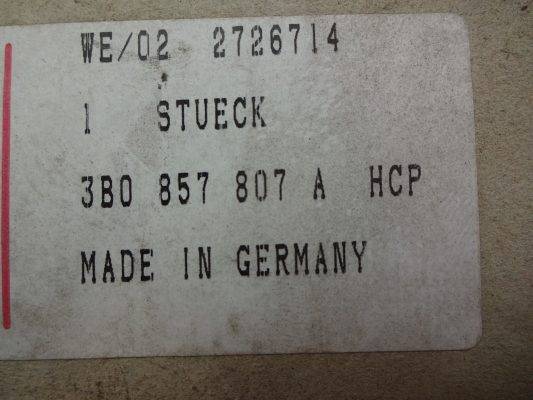 WE/02 2726714
1 STUECK
3B0 857 807 A HCP
MADE IN GERMANY